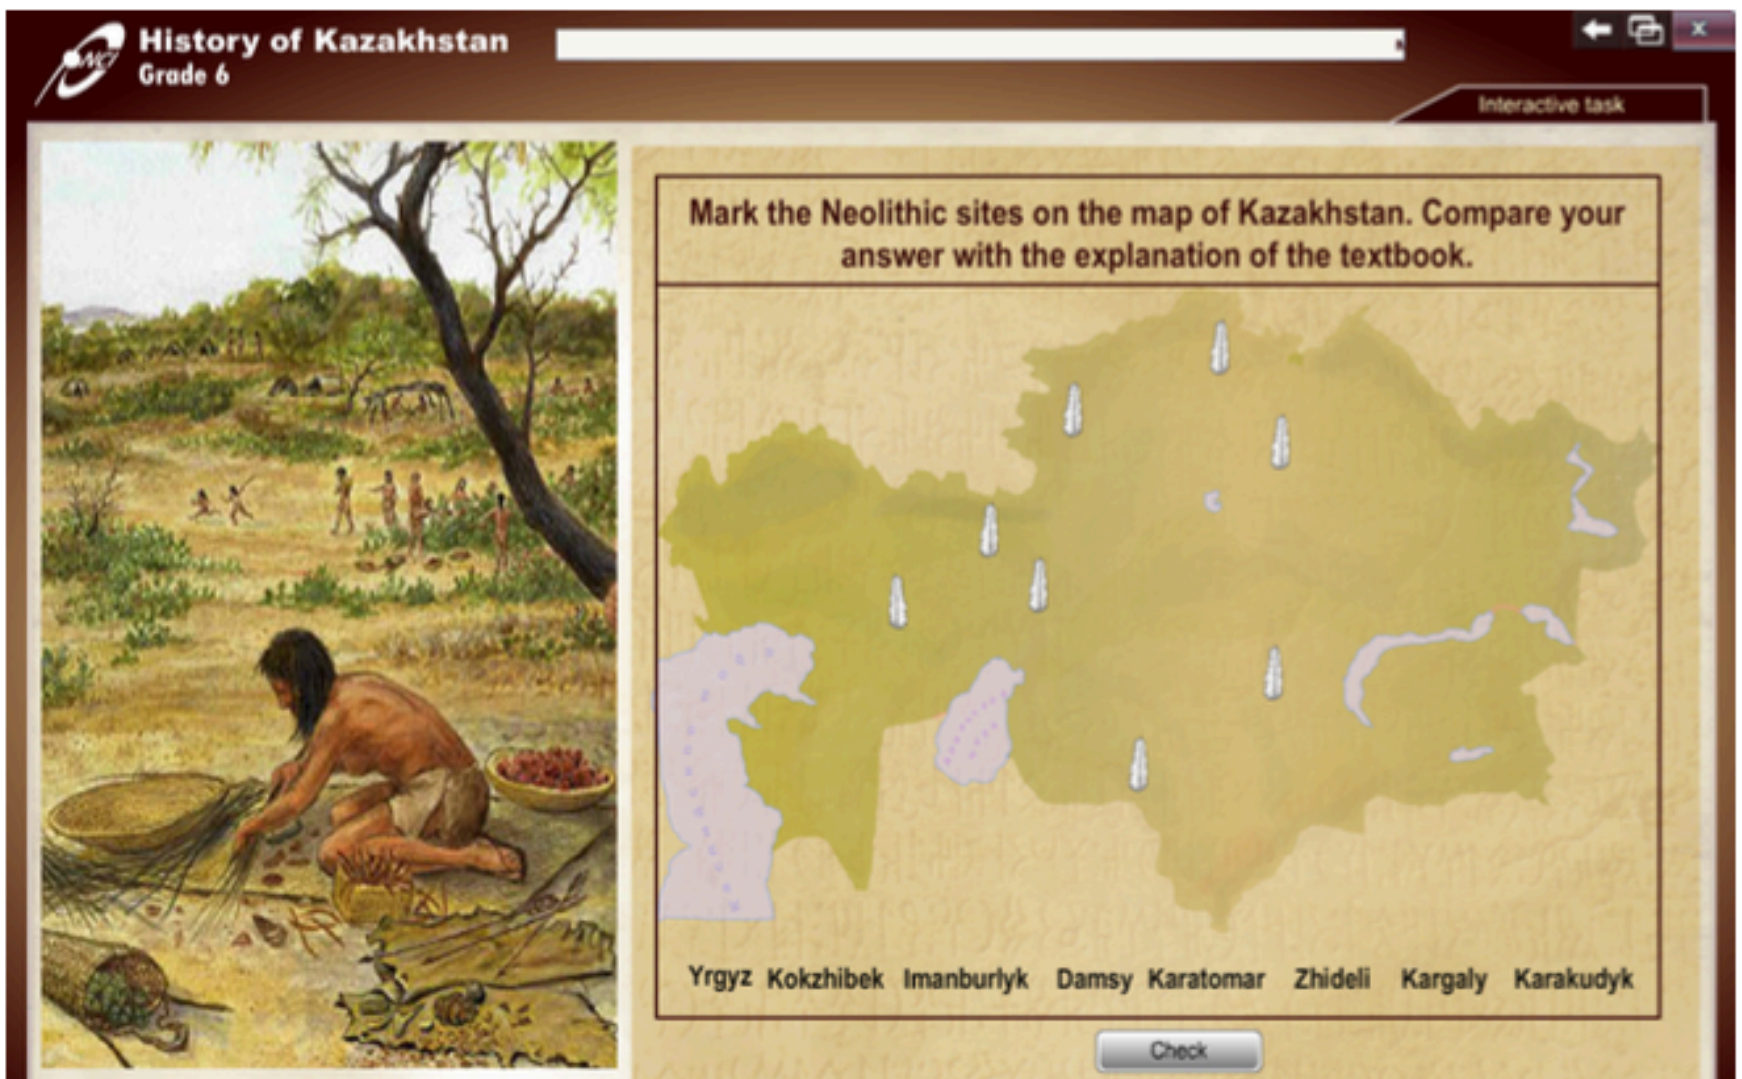 History of Kazakhstan
Grade 6
Interactive task
Mark the Neolithic sites on the map of Kazakhstan. Compare your
answer with the explanation of the textbook.
Yrgyz Kokzhibek Imanburlyk Damsy Karatomar Zhideli Kargaly Karakudyk
Check